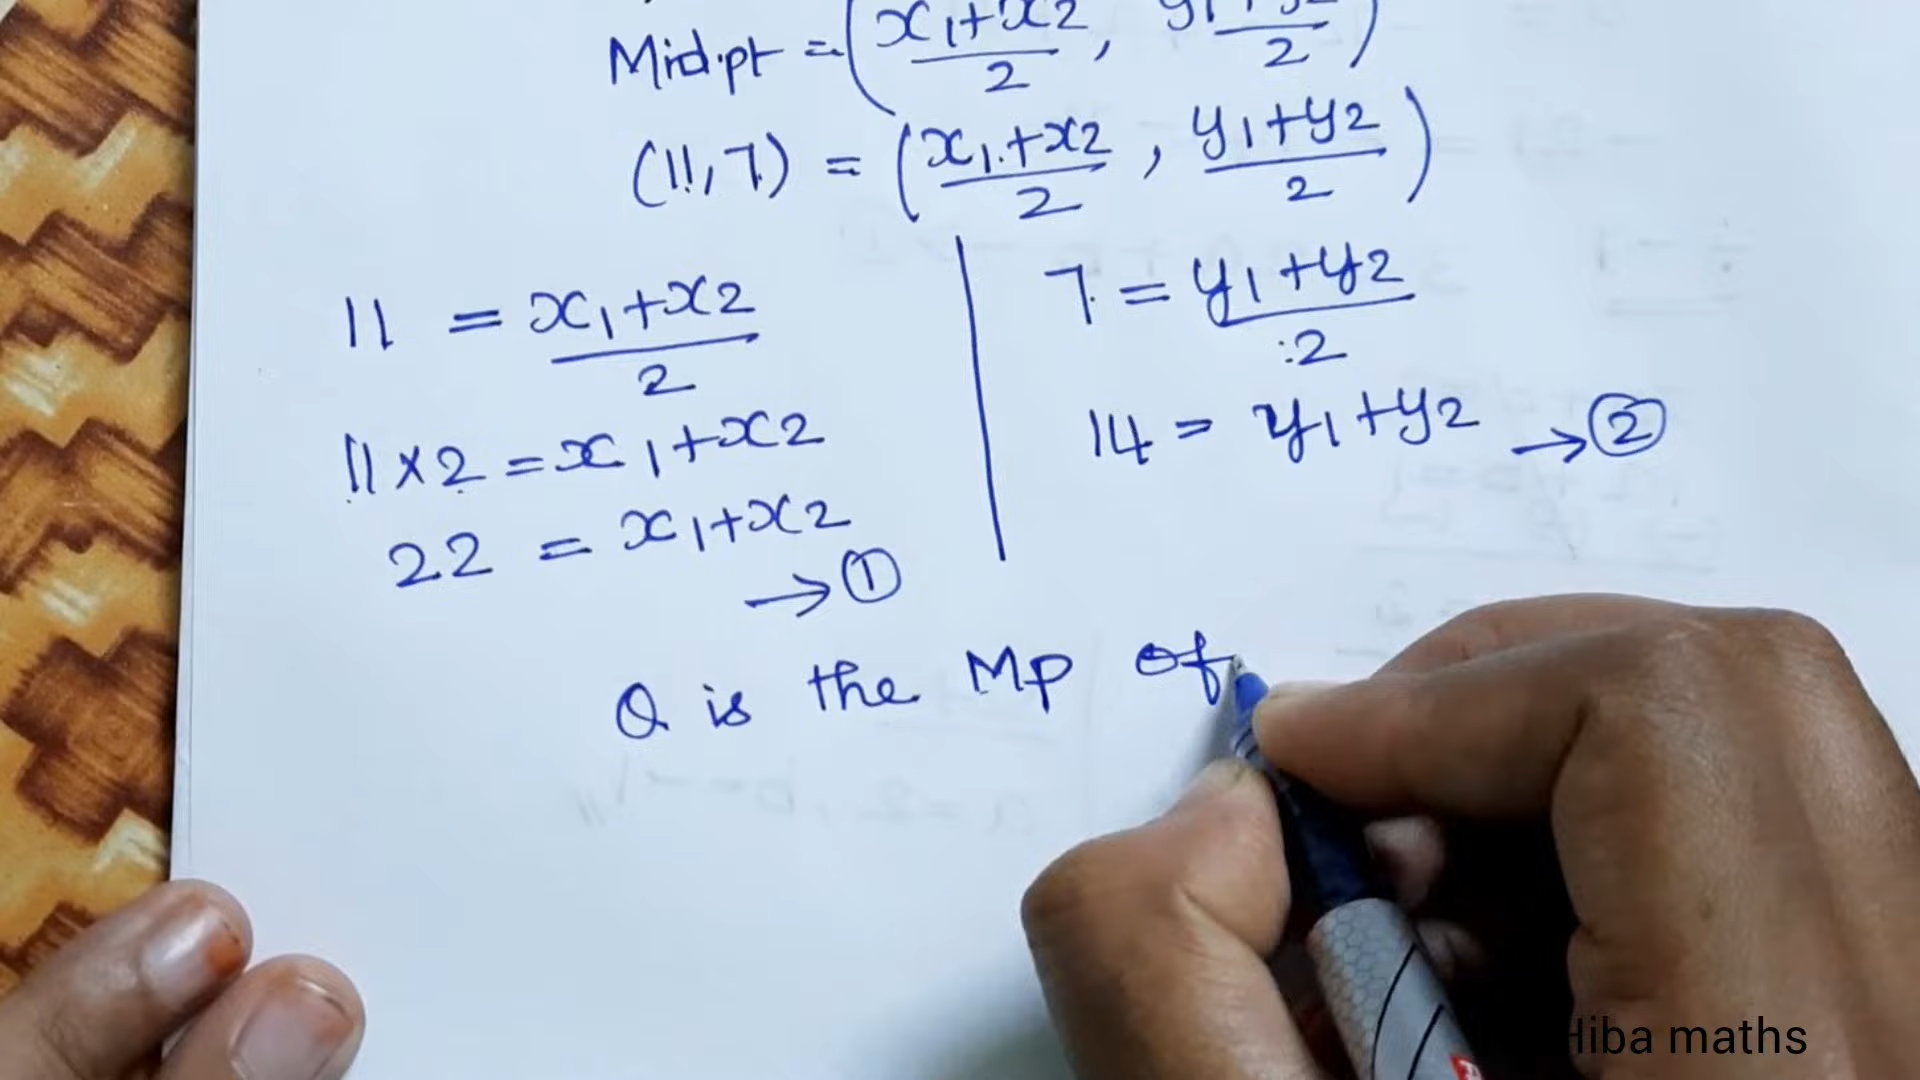 Mid.pt = (x1+x2/2, y1+y2/2)
(11,7) = (x1+x2/2, y1+y2/2)
11 = x1+x2/2
11×2 = x1+x2
22 = x1+x2
→ ①
7 = y1+y2/2
14 = y1+y2 → ②
Q is the MP of
Hiba maths